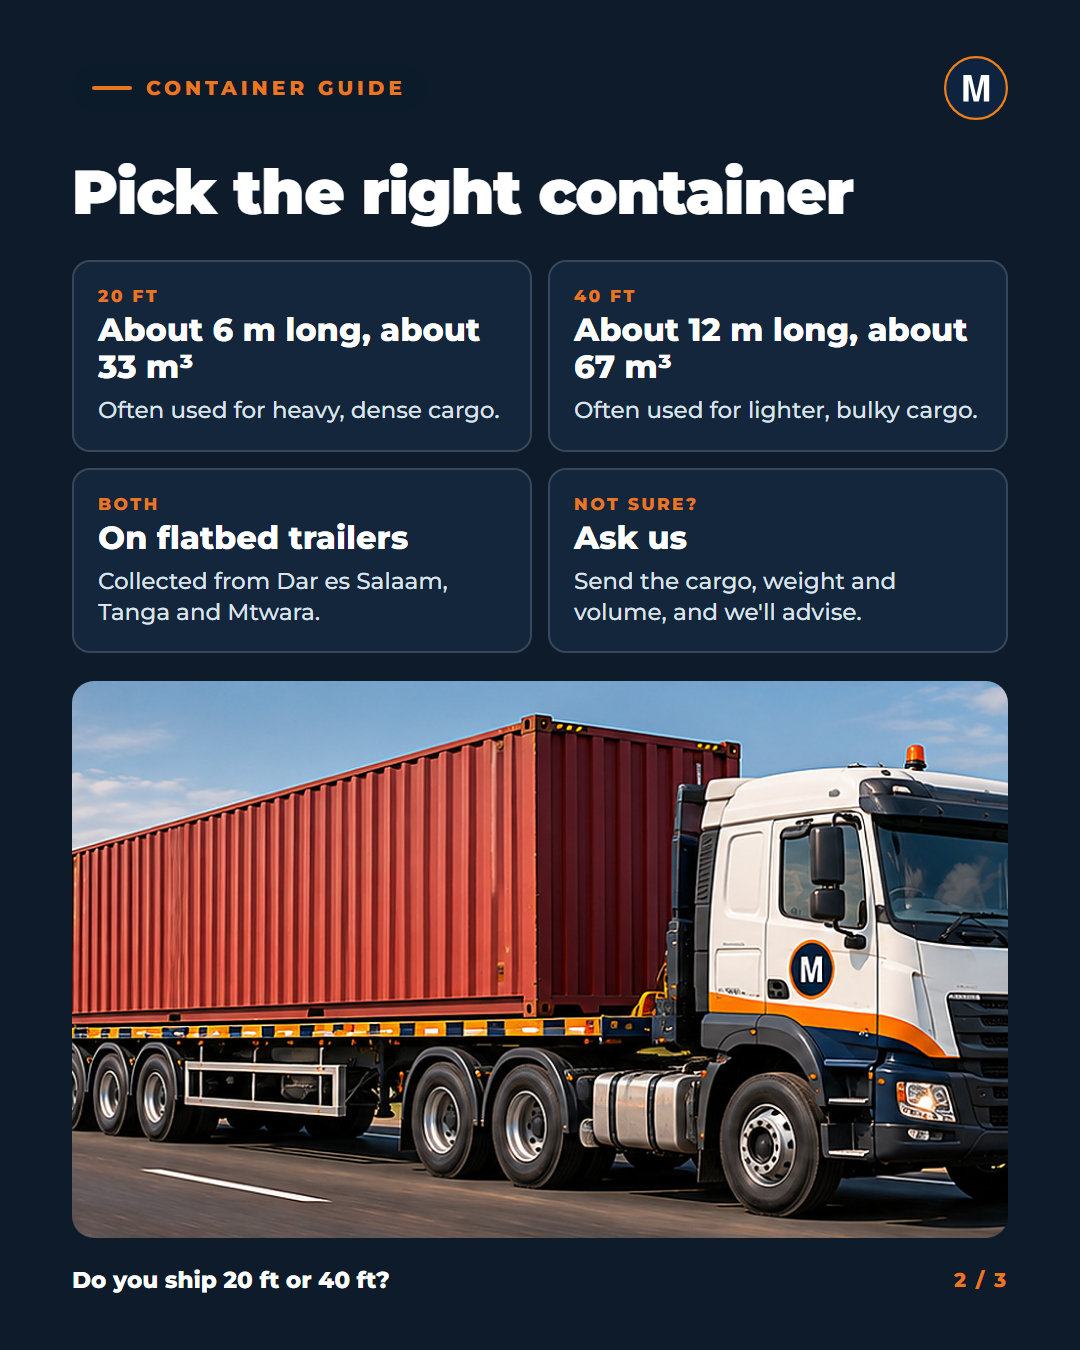 CONTAINER GUIDE
M
Pick the right container
20 FT
About 6 m long, about
33 m³
Often used for heavy, dense cargo.
40 FT
About 12 m long, about
67 m³
Often used for lighter, bulky cargo.
BOTH
On flatbed trailers
Collected from Dar es Salaam,
Tanga and Mtwara.
NOT SURE?
Ask us
Send the cargo, weight and
volume, and we'll advise.
M
Do you ship 20 ft or 40 ft?
2 / 3